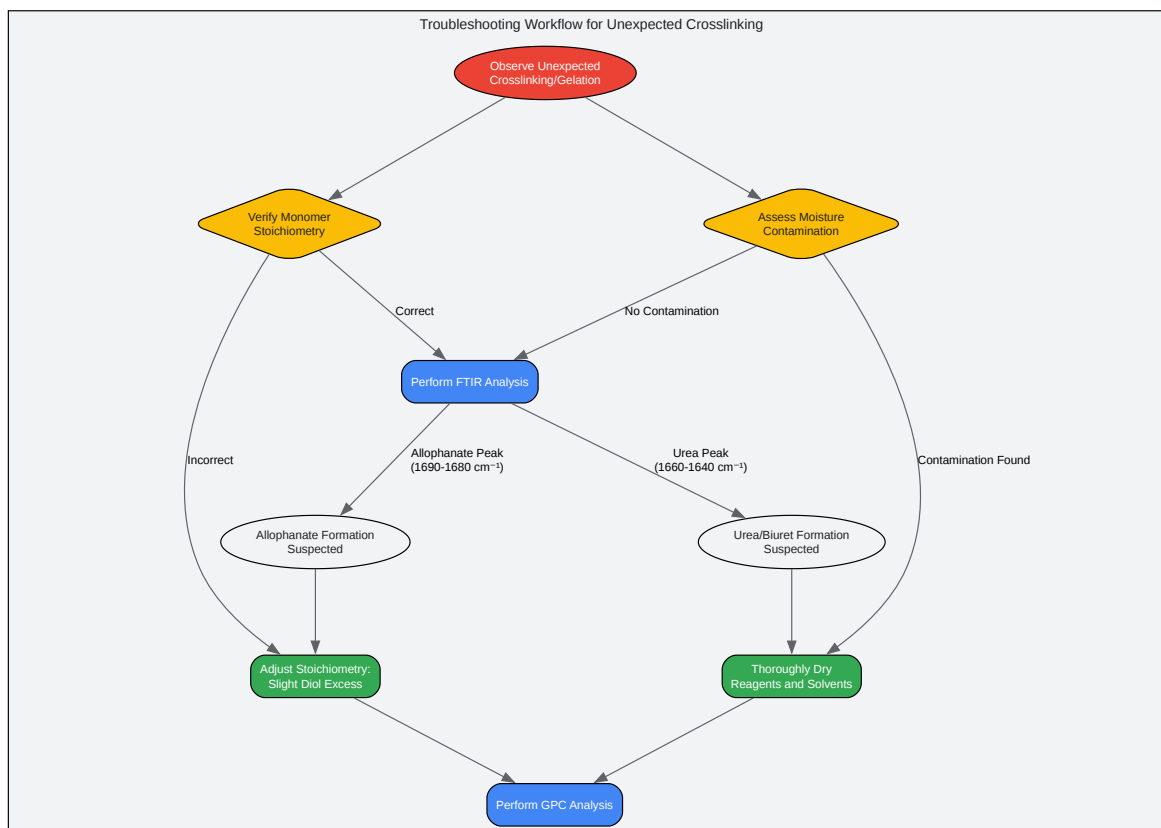 Troubleshooting Workflow for Unexpected Crosslinking
Observe Unexpected
Crosslinking/Gelation
Verify Monomer
Stoichiometry
Assess Moisture
Contamination
Correct
No Contamination
Perform FTIR Analysis
Incorrect
Allophanate Peak
(1690-1680 cm⁻¹)
Urea Peak
(1660-1640 cm⁻¹)
Contamination Found
Allophanate Formation
Suspected
Urea/Biuret Formation
Suspected
Adjust Stoichiometry:
Slight Diol Excess
Thoroughly Dry
Reagents and Solvents
Perform GPC Analysis